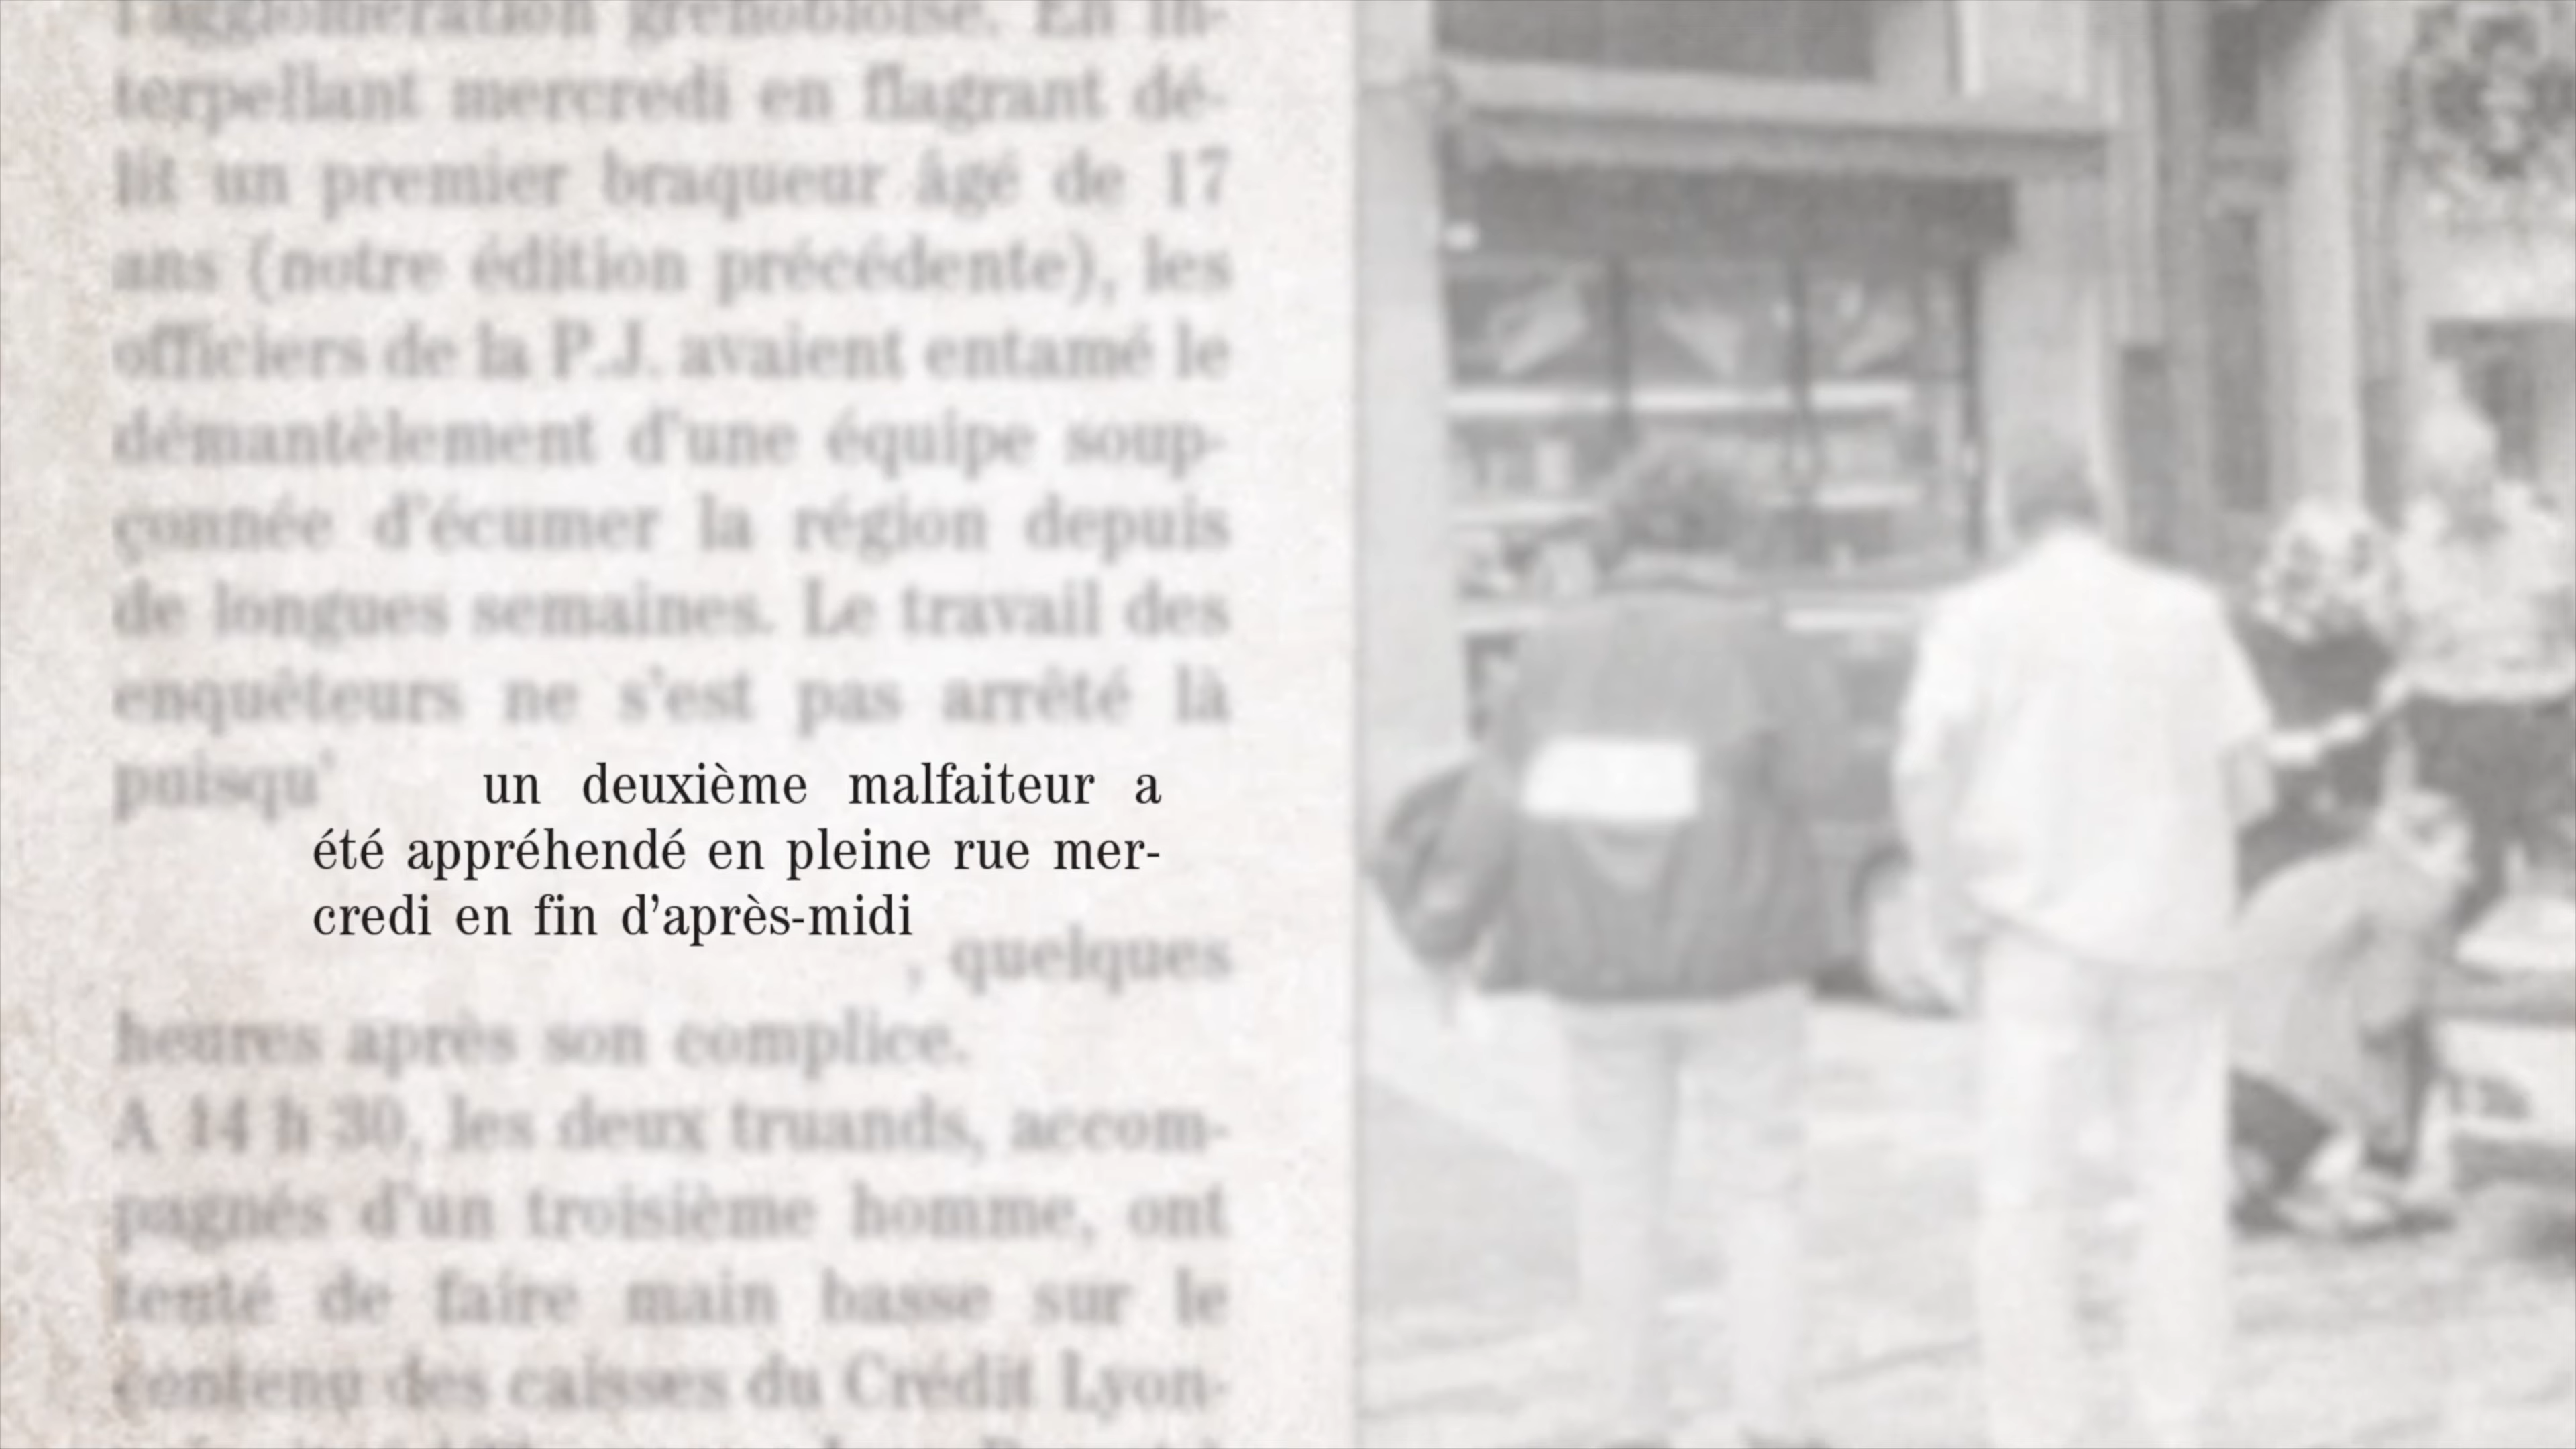 l'agglomération grenobloise. En in-
terpellant mercredi en flagrant dé-
lit un premier braqueur âgé de 17
ans (notre édition précédente), les
officiers de la P.J. avaient entamé le
démantèlement d'une équipe soup-
çonnée d'écumer la région depuis
de longues semaines. Le travail des
enquêteurs ne s'est pas arrêté là
puisqu' un deuxième malfaiteur a
été appréhendé en pleine rue mer-
credi en fin d’après-midi
, quelques
heures après son complice.
A 14 h 30, les deux truands, accom-
pagnés d'un troisième homme, ont
tenté de faire main basse sur le
contenu des caisses du Crédit Lyon-